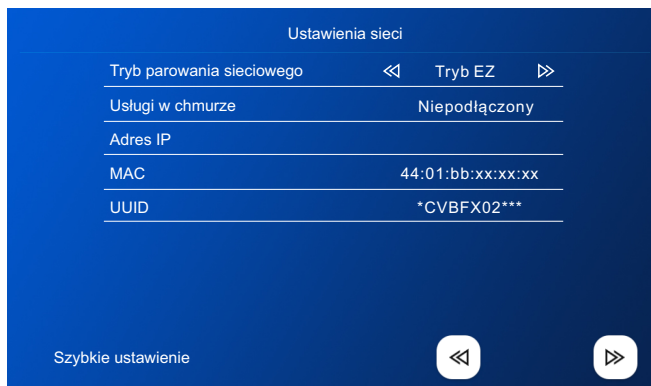 Ustawienia sieci
Tryb parowania sieciowego Tryb EZ
Usługi w chmurze Niepodłączony
Adres IP
MAC 44:01:bb:xx:xx:xx
UUID *CVBFX02***
Szybkie ustawienie